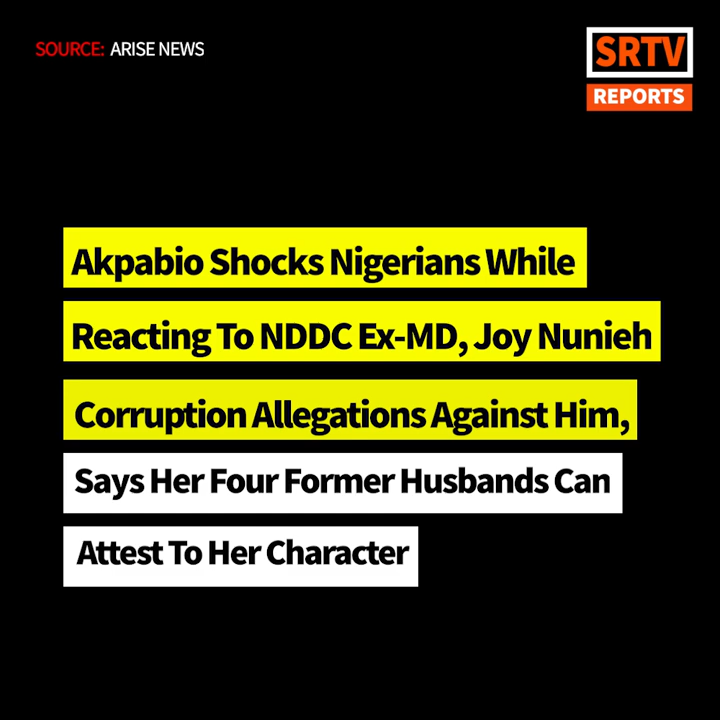 SOURCE: ARISE NEWS
SRTV
REPORTS
Akpabio Shocks Nigerians While
Reacting To NDDC Ex-MD, Joy Nunieh
Corruption Allegations Against Him,
Says Her Four Former Husbands Can
Attest To Her Character